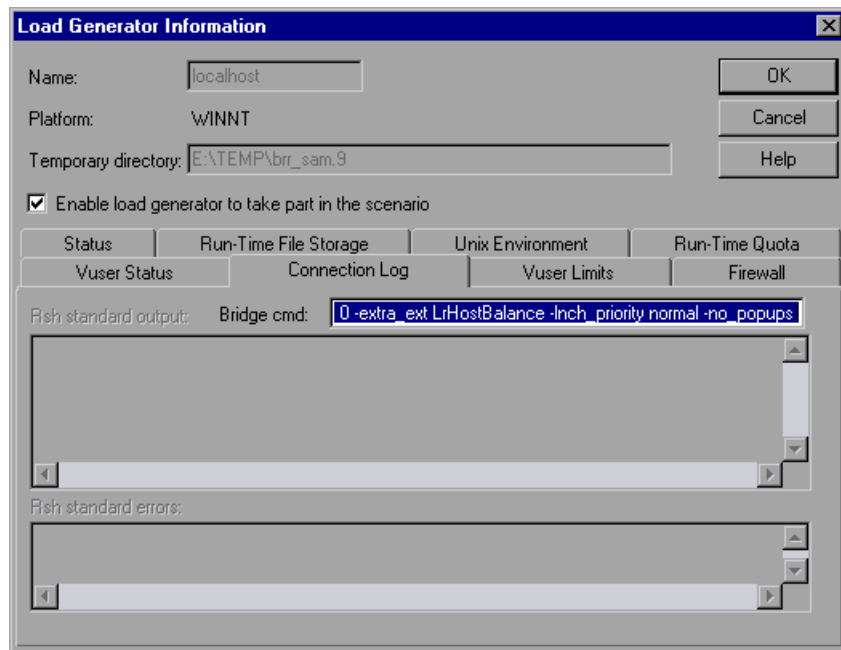 Load Generator Information
Name: localhost OK
Platform: WINNT Cancel
Temporary directory: E:\TEMP\brr_sam.9 Help
Enable load generator to take part in the scenario
Status Run-Time File Storage Unix Environment Run-Time Quota
Vuser Status Connection Log Vuser Limits Firewall
Rsh standard output: Bridge cmd: 0 -extra_ext LrHostBalance -lnch_priority normal -no_popups
Rsh standard errors: